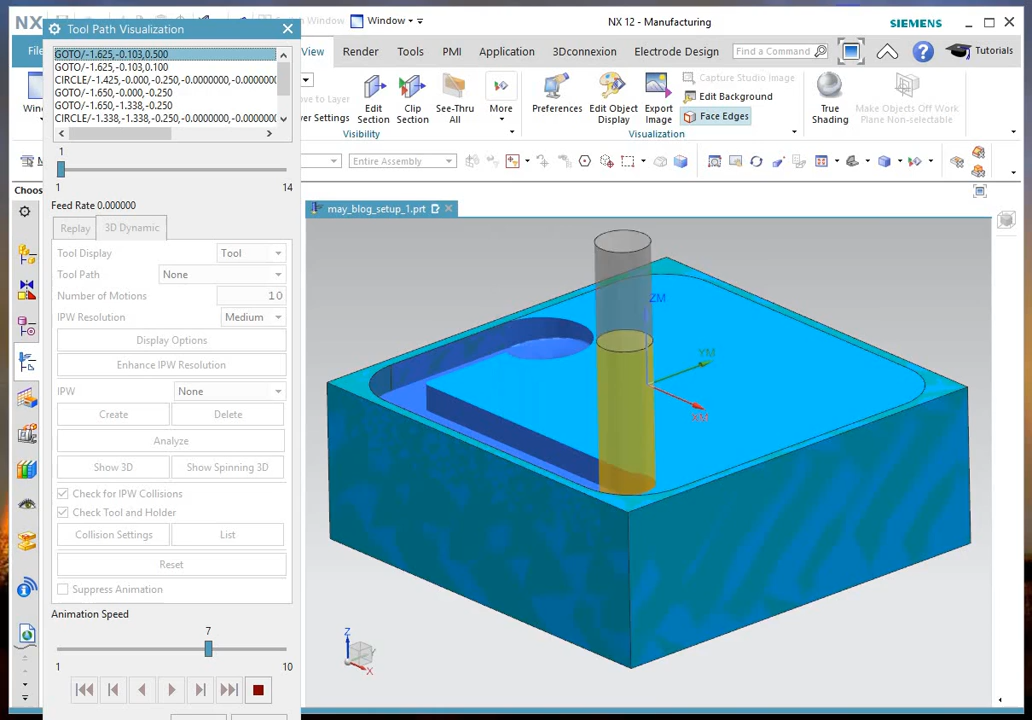 NX
Tool Path Visualization
Window
NX 12 - Manufacturing
SIEMENS
File
View
Render
Tools
PMI
Application
3Dconnexion
Electrode Design
Find a Command
Tutorials
GOTO/-1.625,-0.103,0.500
GOTO/-1.625,-0.103,0.100
CIRCLE/-1.425,-0.000,-0.250,-0.0000000,-0.000000
GOTO/-1.650,-0.000,-0.250
GOTO/-1.650,-1.338,-0.250
CIRCLE/-1.338,-1.338,-0.250,-0.0000000,-0.000000
Edit Section
Clip Section
See-Thru All
More
Visibility
Preferences
Edit Object Display
Export Image
Capture Studio Image
Edit Background
Face Edges
Visualization
True Shading
Make Objects Off Work Plane Non-selectable
Entire Assembly
1
1
14
Feed Rate 0.000000
may_blog_setup_1.prt
Replay
3D Dynamic
Tool Display
Tool
Tool Path
None
Number of Motions
10
IPW Resolution
Medium
Display Options
Enhance IPW Resolution
IPW
None
Create
Delete
Analyze
Show 3D
Show Spinning 3D
Check for IPW Collisions
Check Tool and Holder
Collision Settings
List
Reset
Suppress Animation
Animation Speed
7
1
10
ZM
YM
XM
Z
Y
X